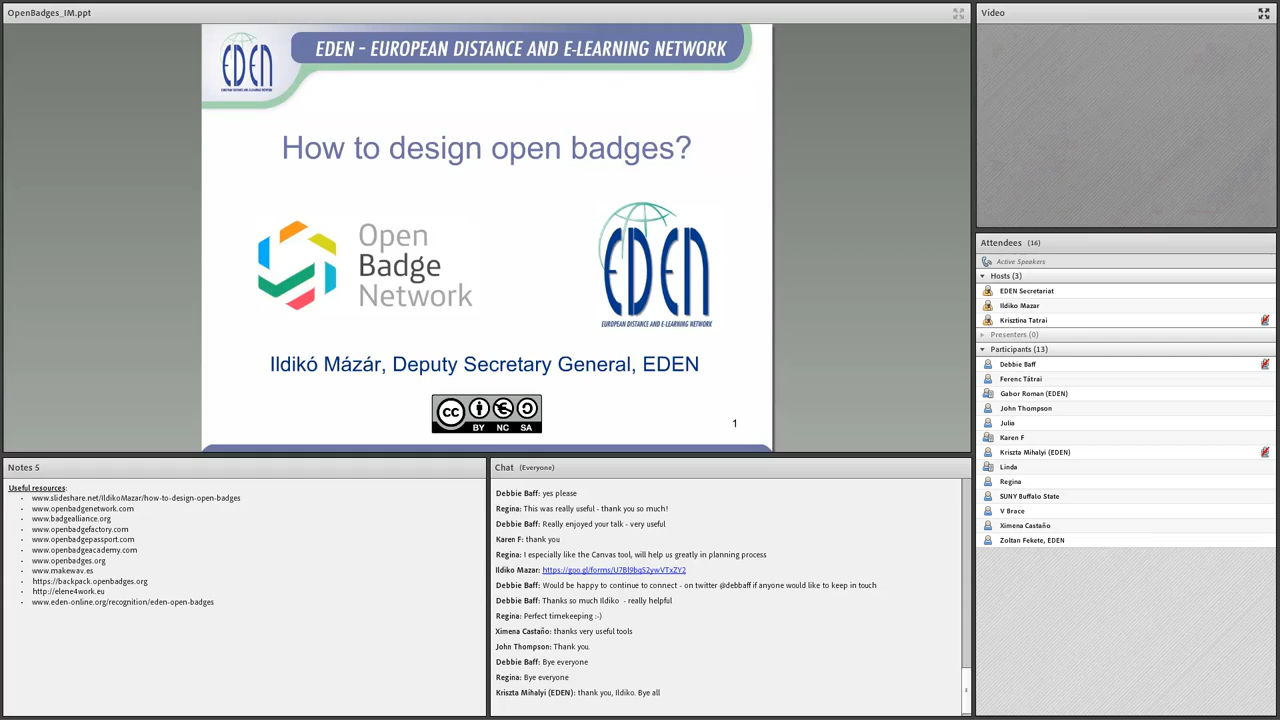 OpenBadges_IM.ppt
EDEN - EUROPEAN DISTANCE AND E-LEARNING NETWORK
EDEN
EUROPEAN DISTANCE AND E-LEARNING NETWORK
How to design open badges?
Open
Badge
Network
EDEN
EUROPEAN DISTANCE AND E-LEARNING NETWORK
Ildikó Mázár, Deputy Secretary General, EDEN
cc
BY NC SA
1
Notes 5
Useful resources:
www.slideshare.net/IldikoMazar/how-to-design-open-badges
www.openbadgenetwork.com
www.badgealliance.org
www.openbadgefactory.com
www.openbadgepassport.com
www.openbadgeacademy.com
www.openbadges.org
www.makewav.es
https://backpack.openbadges.org
http://elene4work.eu
www.eden-online.org/recognition/eden-open-badges
Chat (Everyone)
Debbie Baff: yes please
Regina: This was really useful - thank you so much!
Debbie Baff: Really enjoyed your talk - very useful
Karen F: thank you
Regina: I especially like the Canvas tool, will help us greatly in planning process
Ildiko Mazar:
Debbie Baff: Would be happy to continue to connect - on twitter @debbaff if anyone would like to keep in touch
Debbie Baff: Thanks so much Ildiko - really helpful
Regina: Perfect timekeeping :-)
Ximena Castaño: thanks very useful tools
John Thompson: Thank you.
Debbie Baff: Bye everyone
Regina: Bye everyone
Kriszta Mihalyi (EDEN): thank you, Ildiko. Bye all
Video
Attendees (16)
Active Speakers
Hosts (3)
EDEN Secretariat
Ildiko Mazar
Krisztina Tatrai
Presenters (0)
Participants (13)
Debbie Baff
Ferenc Tátrai
Gabor Roman (EDEN)
John Thompson
Julia
Karen F
Kriszta Mihalyi (EDEN)
Linda
Regina
SUNY Buffalo State
V Brace
Ximena Castaño
Zoltan Fekete, EDEN